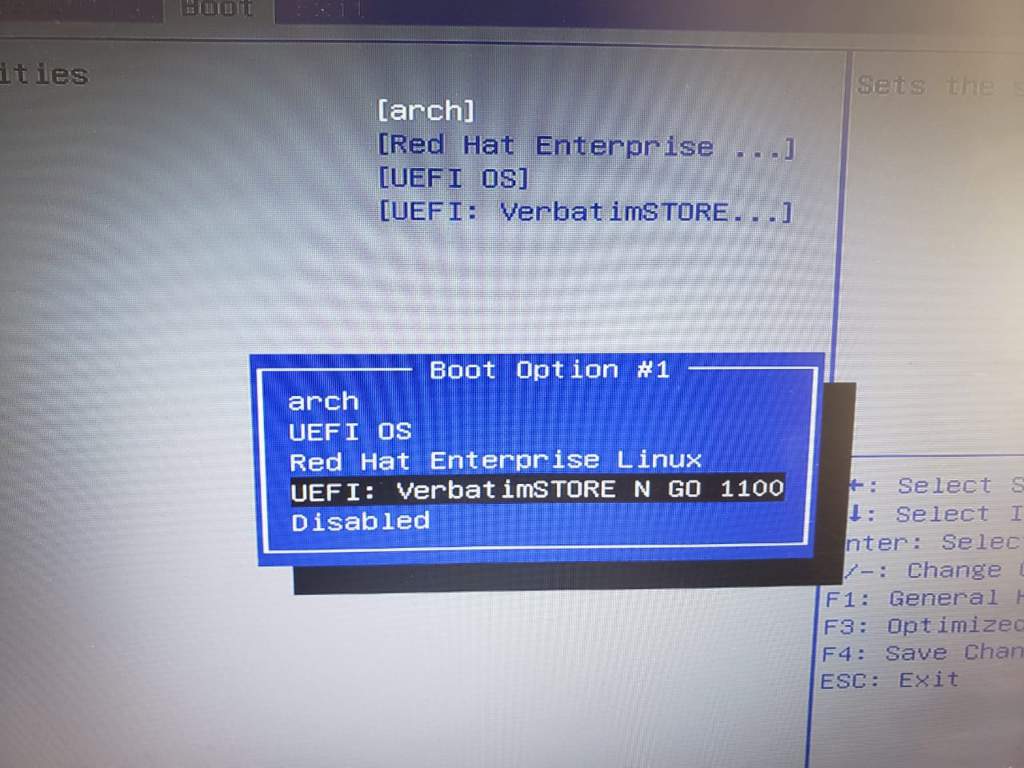 Boot Exit
ities
Sets the s
[arch]
[Red Hat Enterprise ...]
[UEFI OS]
[UEFI: VerbatimSTORE...]
Boot Option #1
arch
UEFI OS
Red Hat Enterprise Linux
UEFI: VerbatimSTORE N GO 1100
Disabled
←: Select S
↓: Select I
nter: Selec
/-: Change
F1: General H
F3: Optimized
F4: Save Chan
ESC: Exit